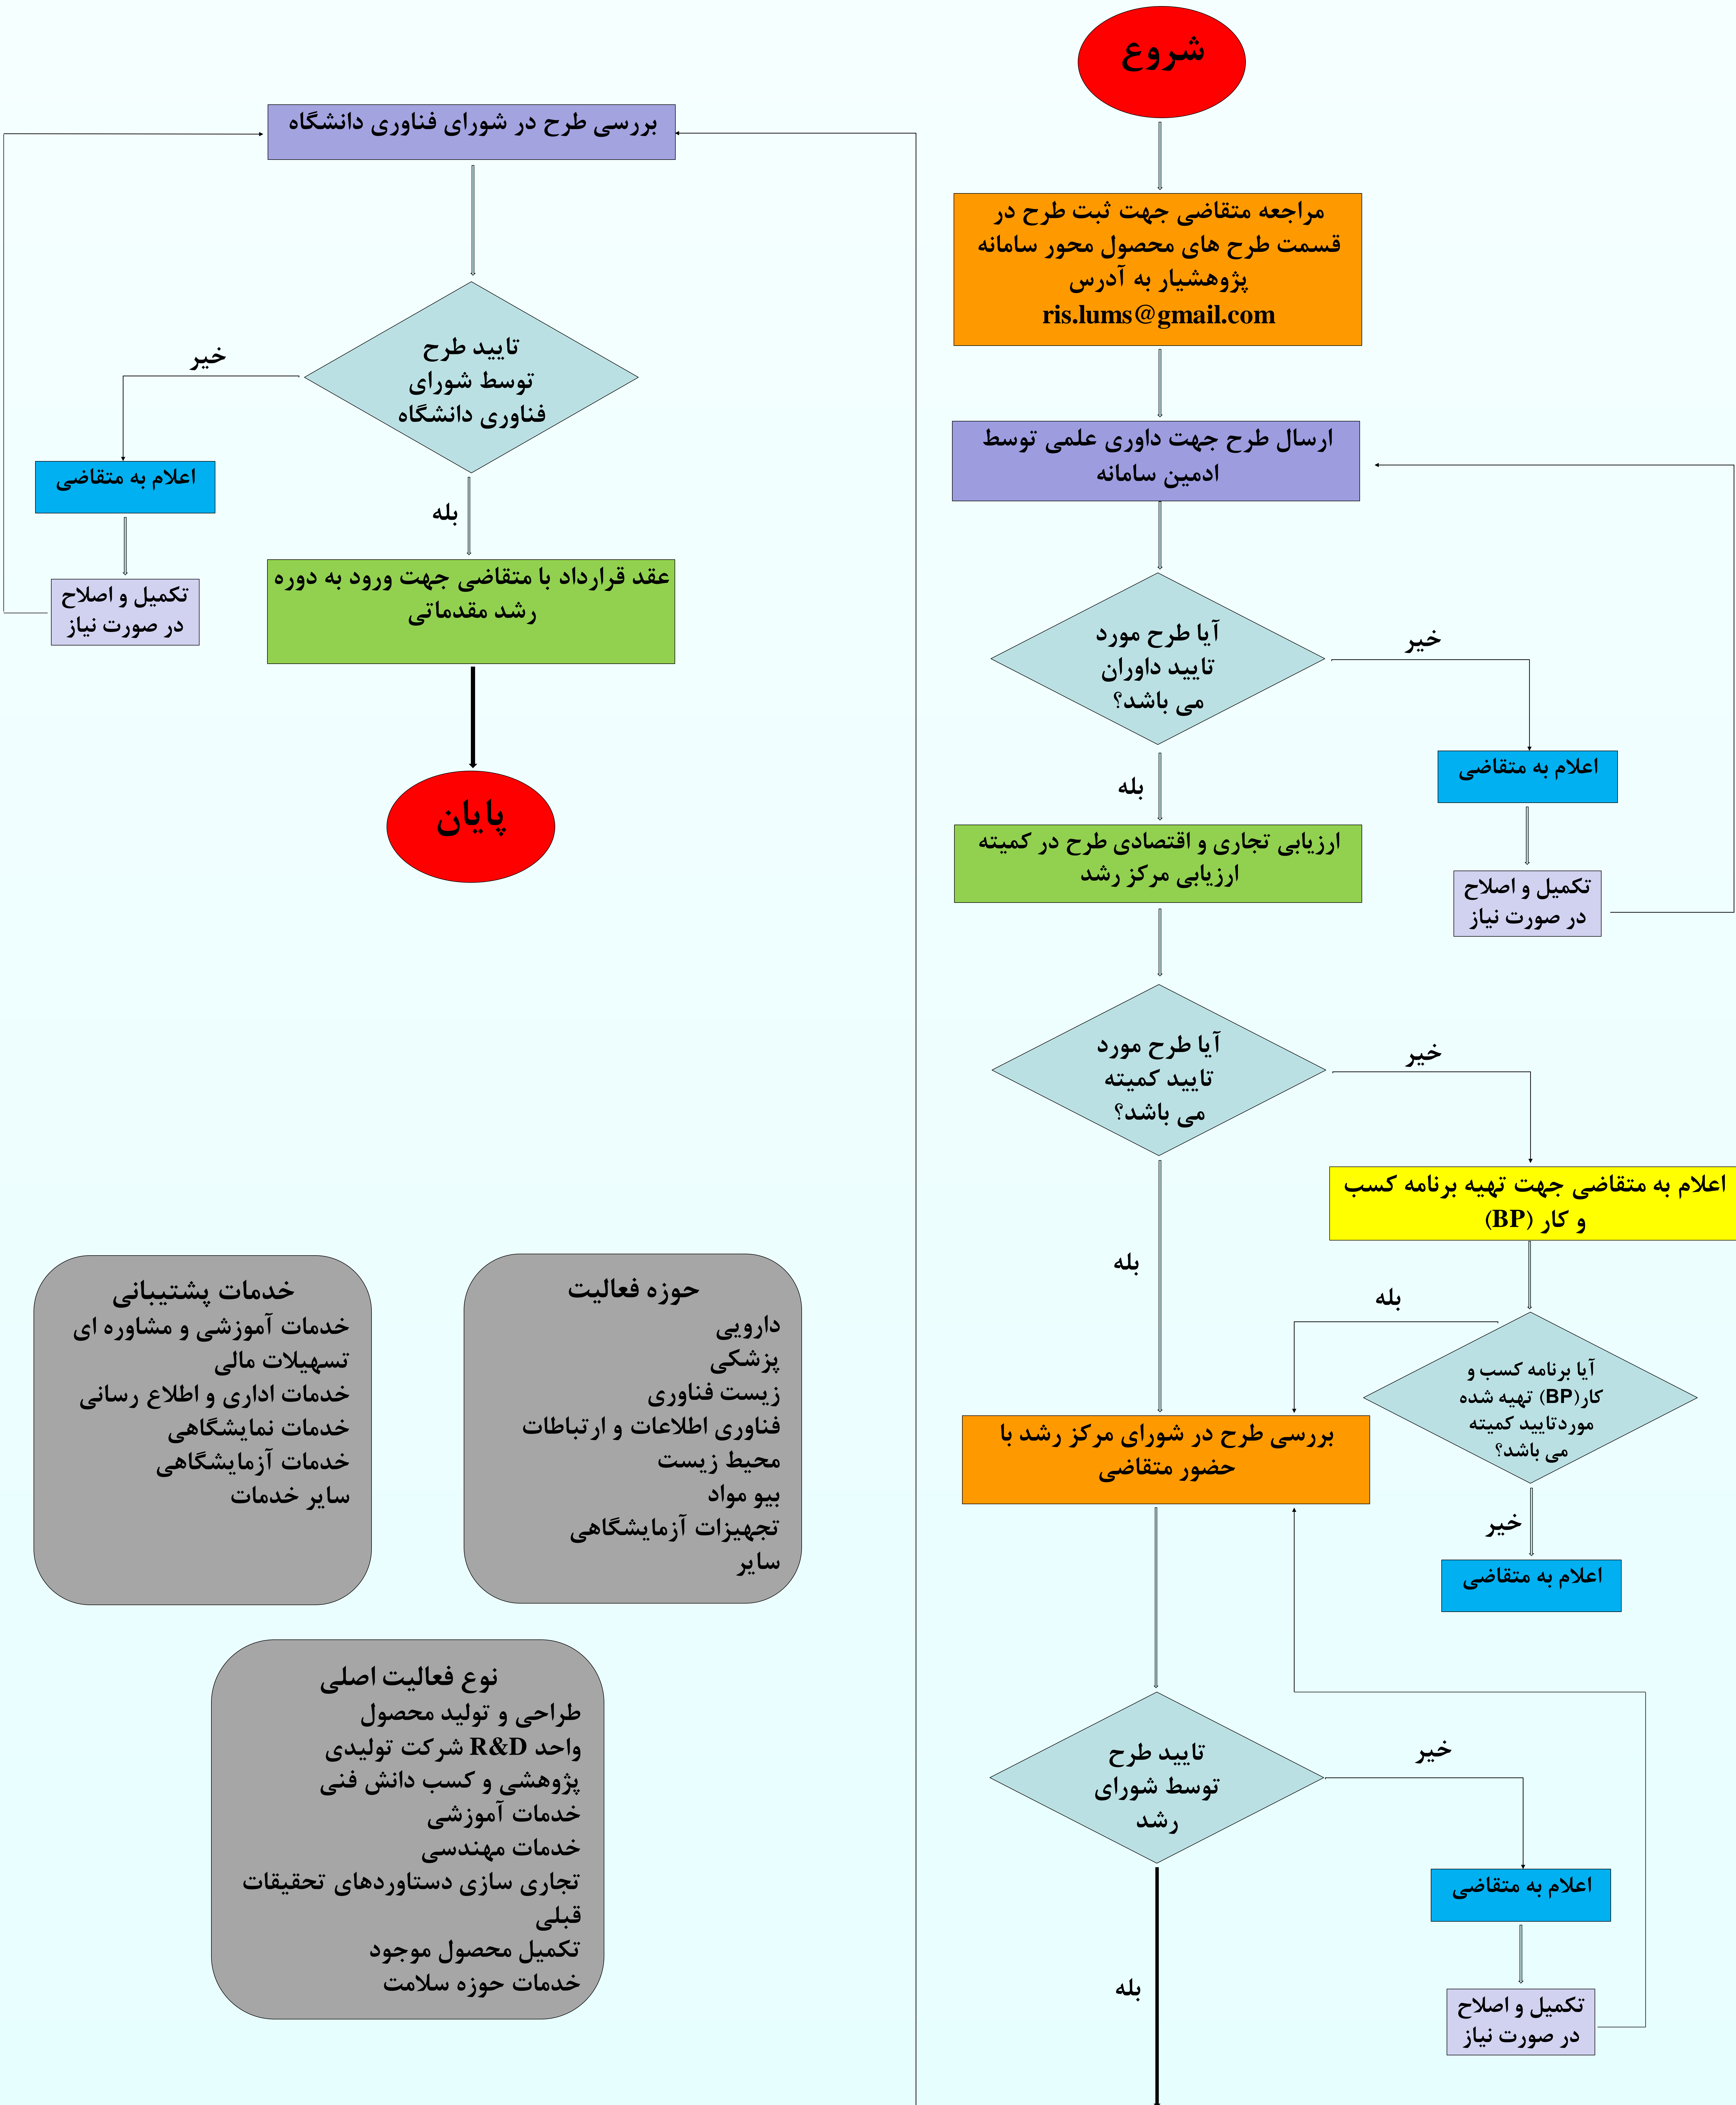 شروع
مراجعه متقاضی جهت ثبت طرح در
قسمت طرح های محصول محور سامانه
پژوهشیار به آدرس
ris.lums@gmail.com
ارسال طرح جهت داوری علمی توسط
ادمین سامانه
آیا طرح مورد
تایید داوران
می باشد؟
خیر
اعلام به متقاضی
تکمیل و اصلاح
در صورت نیاز
بله
ارزیابی تجاری و اقتصادی طرح در کمیته
ارزیابی مرکز رشد
آیا طرح مورد
تایید کمیته
می باشد؟
خیر
اعلام به متقاضی جهت تهیه برنامه کسب
و کار (BP)
بله
آیا برنامه کسب و
کار(BP) تهیه شده
موردتایید کمیته
می باشد؟
خیر
اعلام به متقاضی
بله
بررسی طرح در شورای مرکز رشد با
حضور متقاضی
تایید طرح
توسط شورای
رشد
خیر
اعلام به متقاضی
تکمیل و اصلاح
در صورت نیاز
بله
بررسی طرح در شورای فناوری دانشگاه
تایید طرح
توسط شورای
فناوری دانشگاه
خیر
اعلام به متقاضی
تکمیل و اصلاح
در صورت نیاز
بله
عقد قرارداد با متقاضی جهت ورود به دوره
رشد مقدماتی
پایان
حوزه فعالیت
دارویی
پزشکی
زیست فناوری
فناوری اطلاعات و ارتباطات
محیط زیست
بیو مواد
تجهیزات آزمایشگاهی
سایر
خدمات پشتیبانی
خدمات آموزشی و مشاوره ای
تسهیلات مالی
خدمات اداری و اطلاع رسانی
خدمات نمایشگاهی
خدمات آزمایشگاهی
سایر خدمات
نوع فعالیت اصلی
طراحی و تولید محصول
واحد R&D شرکت تولیدی
پژوهشی و کسب دانش فنی
خدمات آموزشی
خدمات مهندسی
تجاری سازی دستاوردهای تحقیقات
قبلی
تکمیل محصول موجود
خدمات حوزه سلامت